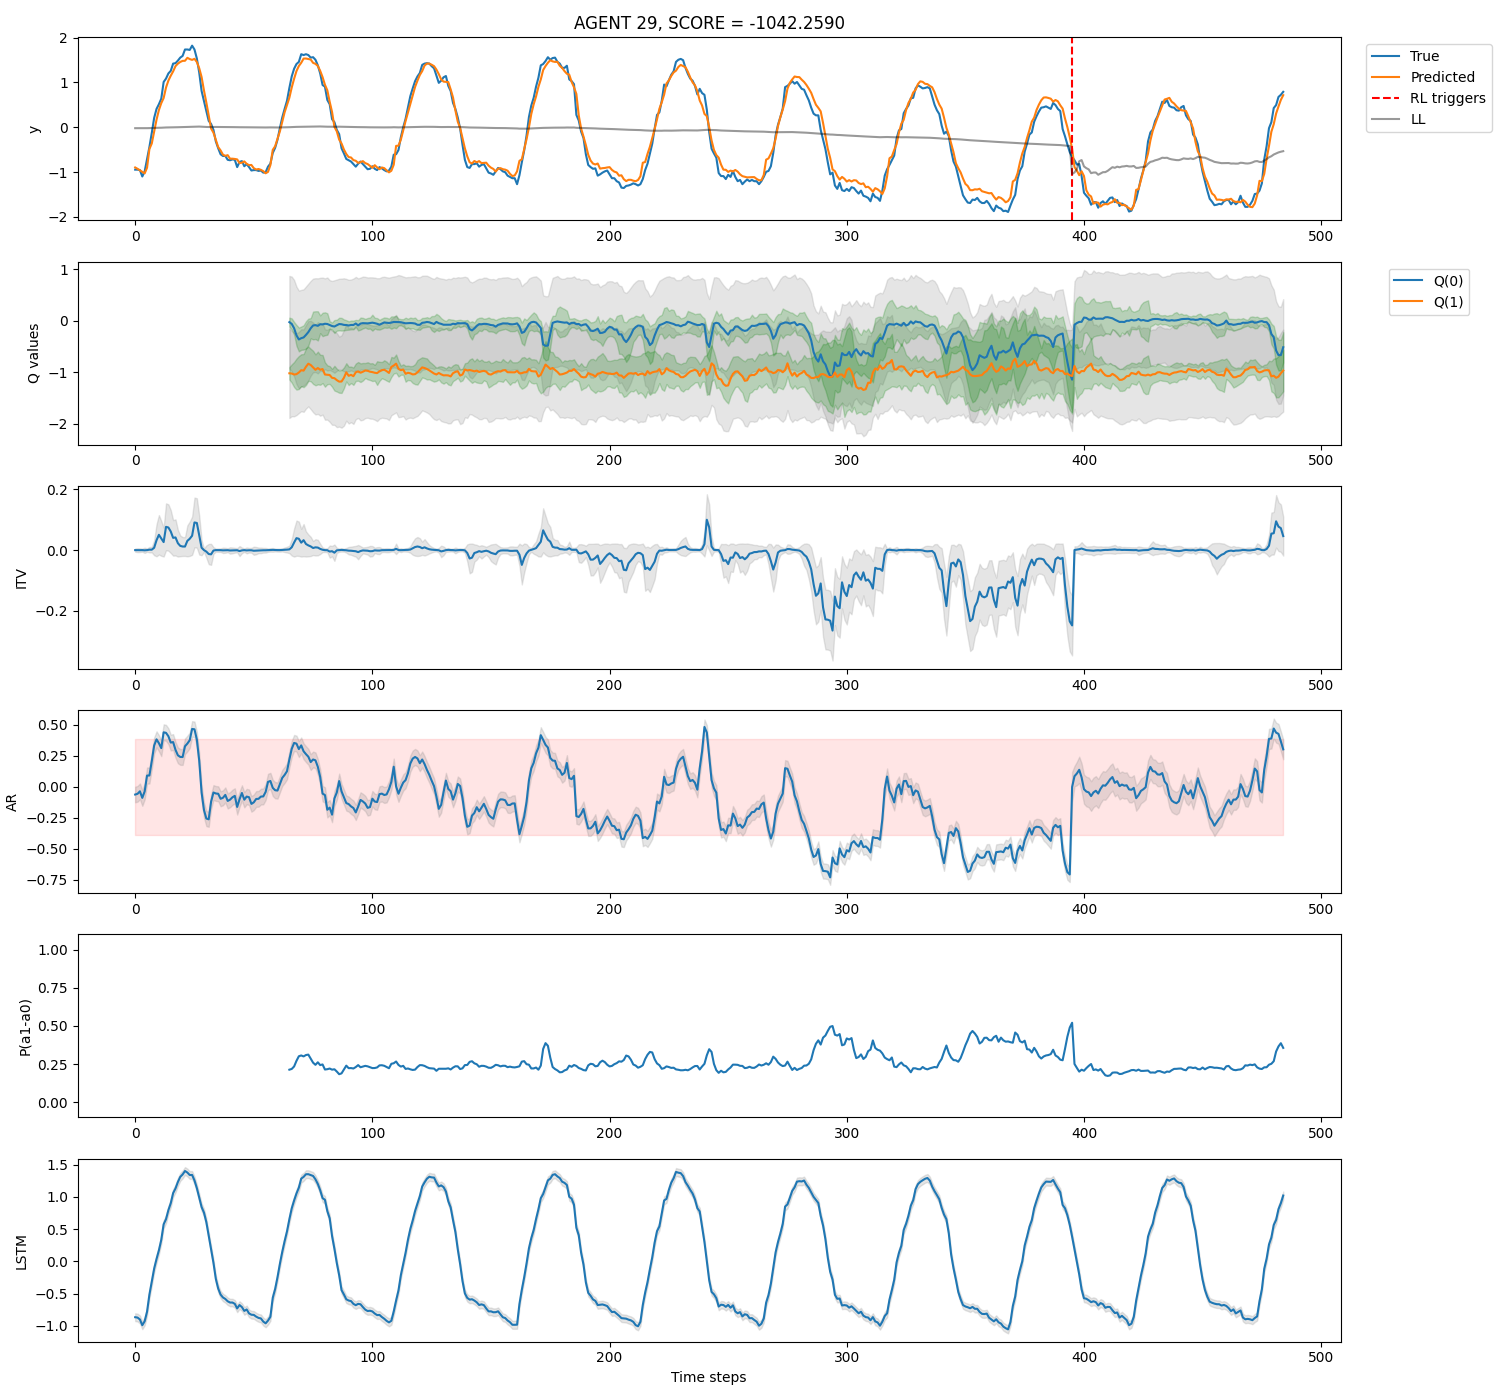 AGENT 29, SCORE = -1042.2590
2
1
0
−1
−2
y
0 100 200 300 400 500
True
Predicted
RL triggers
LL
1
0
−1
−2
Q values
0 100 200 300 400 500
Q(0)
Q(1)
0.2
0.0
−0.2
ITV
0 100 200 300 400 500
0.50
0.25
0.00
−0.25
−0.50
−0.75
AR
0 100 200 300 400 500
1.00
0.75
0.50
0.25
0.00
P(a1-a0)
0 100 200 300 400 500
1.5
1.0
0.5
0.0
−0.5
−1.0
LSTM
0 100 200 300 400 500
Time steps